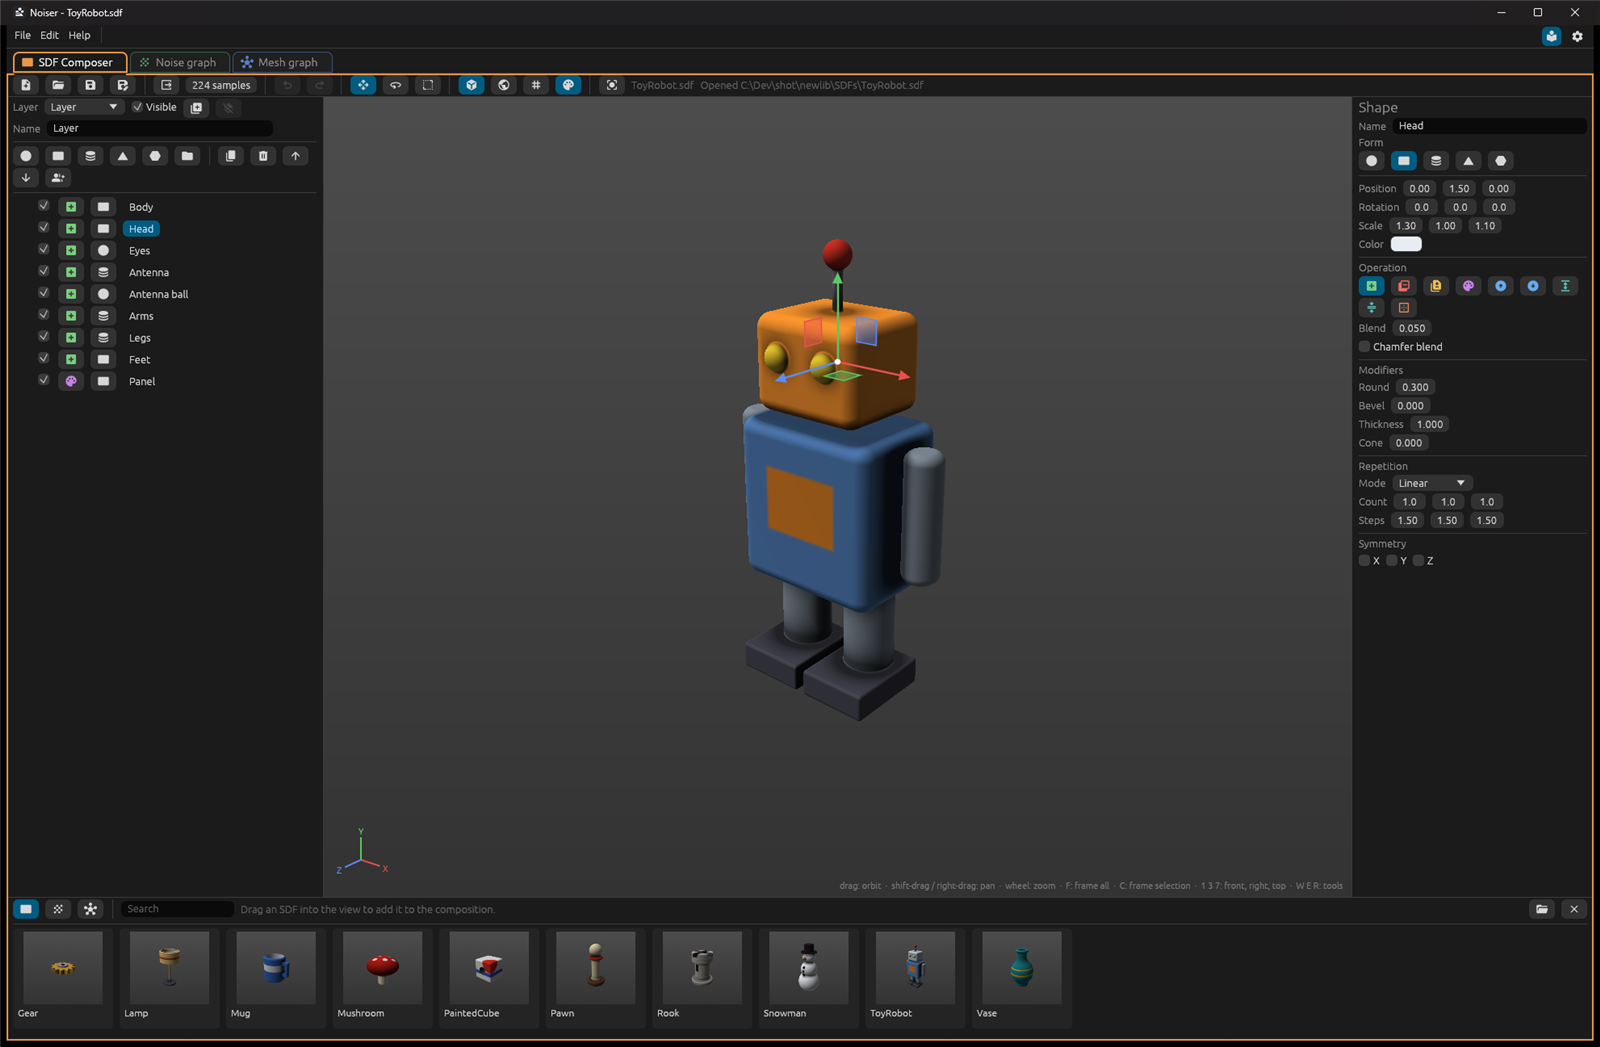 Noiser - ToyRobot.sdf
File Edit Help
SDF Composer Noise graph Mesh graph
224 samples ToyRobot.sdf Opened C:\Dev\shot\newlib\SDFs\ToyRobot.sdf
Layer Layer Visible
Name Layer
Body
Head
Eyes
Antenna
Antenna ball
Arms
Legs
Feet
Panel
Y
Z X
drag: orbit · shift-drag / right-drag: pan · wheel: zoom · F: frame all · C: frame selection · 1 3 7: front, right, top · W E R: tools
Shape
Name Head
Form
Position 0.00 1.50 0.00
Rotation 0.0 0.0 0.0
Scale 1.30 1.00 1.10
Color
Operation
Blend 0.050
Chamfer blend
Modifiers
Round 0.300
Bevel 0.000
Thickness 1.000
Cone 0.000
Repetition
Mode Linear
Count 1.0 1.0 1.0
Steps 1.50 1.50 1.50
Symmetry
X Y Z
Search Drag an SDF into the view to add it to the composition.
Gear Lamp Mug Mushroom PaintedCube Pawn Rook Snowman ToyRobot Vase